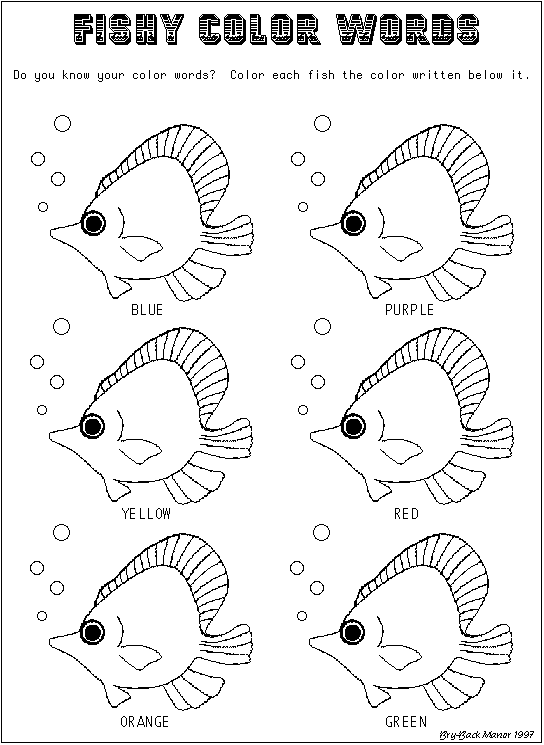 FISHY COLOR WORDS
Do you know your color words? Color each fish the color written below it.
BLUE
PURPLE
YELLOW
RED
ORANGE
GREEN
Bry-Back Manor 1997